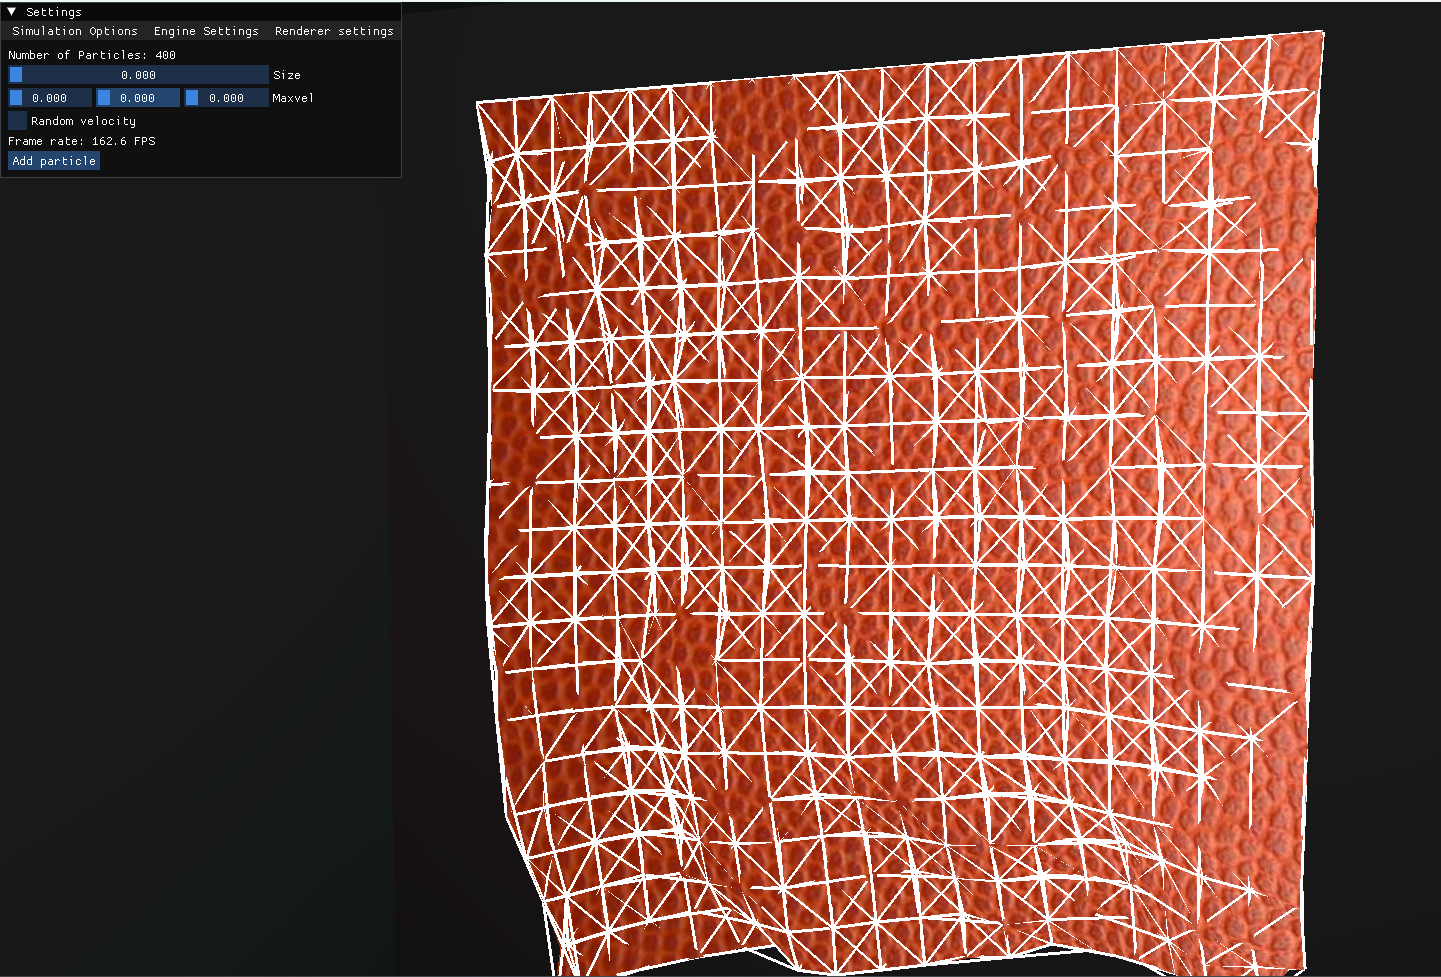 Settings
Simulation Options Engine Settings Renderer settings
Number of Particles: 400
0.000 Size
0.000 0.000 0.000 Maxvel
Random velocity
Frame rate: 162.6 FPS
Add particle